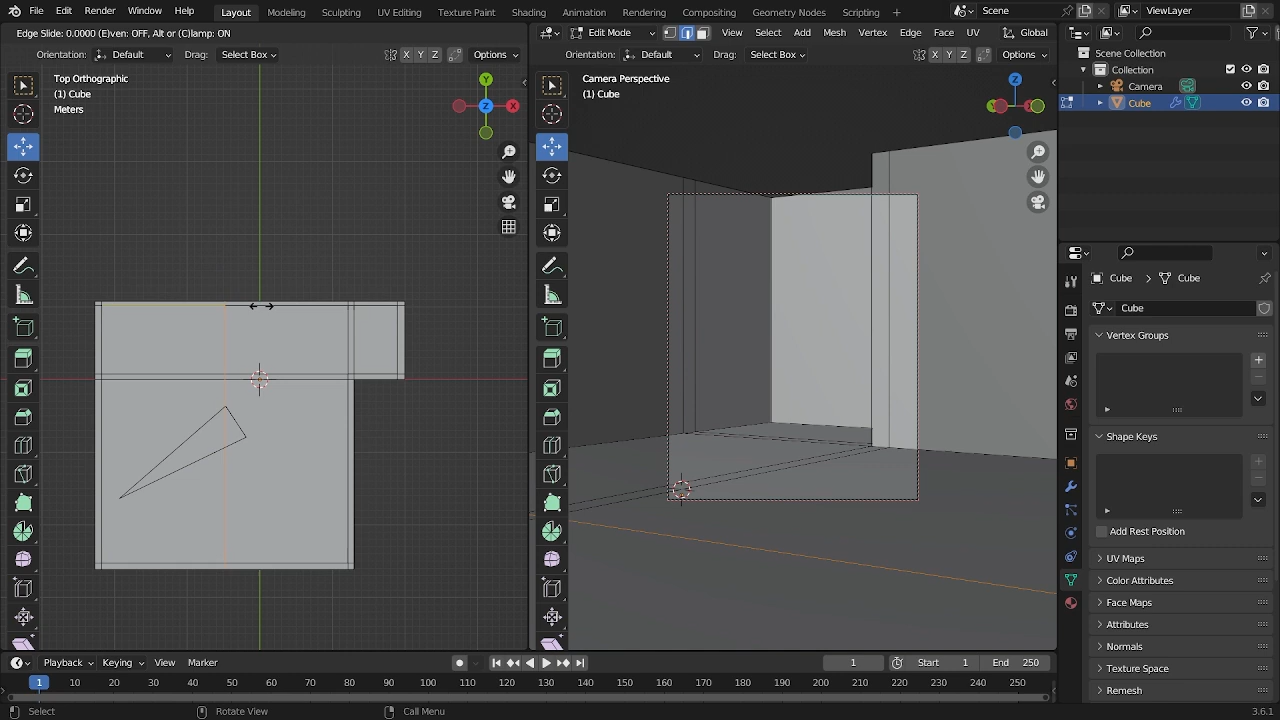 File Edit Render Window Help Layout Modeling Sculpting UV Editing Texture Paint Shading Animation Rendering Compositing Geometry Nodes Scripting + Scene ViewLayer
Edge Slide: 0.0000 (E)ven: OFF, Alt or (C)lamp: ON
Edit Mode View Select Add Mesh Vertex Edge Face UV Global
Orientation: Default Drag: Select Box X Y Z Options
Orientation: Default Drag: Select Box X Y Z Options
Top Orthographic
(1) Cube
Meters
Y
Z
X
Camera Perspective
(1) Cube
Z
Scene Collection
Collection
Camera
Cube
Cube Cube
Cube
Vertex Groups
Shape Keys
Add Rest Position
UV Maps
Color Attributes
Face Maps
Attributes
Normals
Texture Space
Remesh
Playback Keying View Marker 1 Start 1 End 250
1 10 20 30 40 50 60 70 80 90 100 110 120 130 140 150 160 170 180 190 200 210 220 230 240 250
Select Rotate View Call Menu 3.6.1